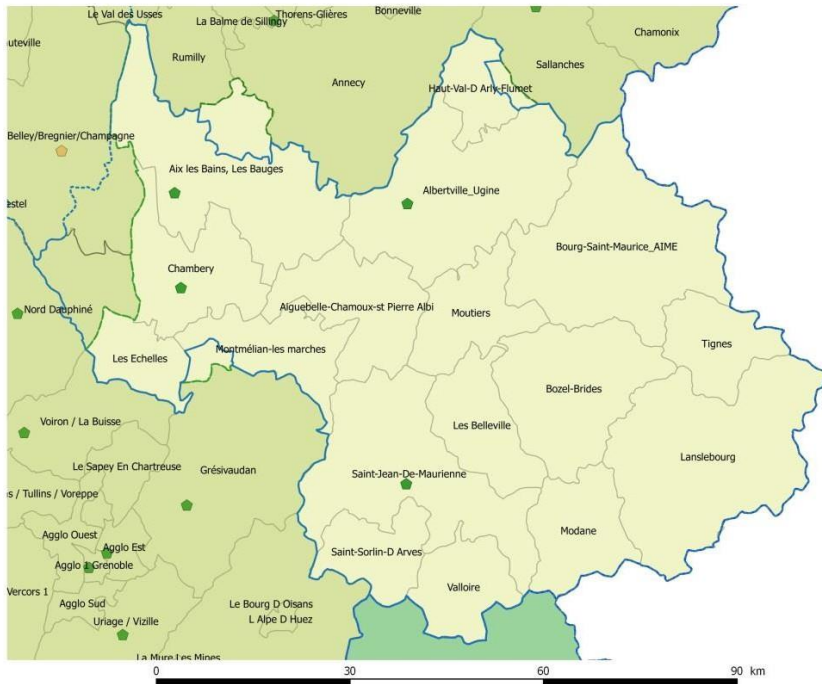 Le Val des Usses
La Balme de Sillingy
Thorens-Glières
Bonneville
Chamonix
auteville
Rumilly
Annecy
Sallanches
Haut-Val-D Arly-Flumet
Belley/Bregnier/Champagne
Aix les Bains, Les Bauges
Albertville_Ugine
estel
Bourg-Saint-Maurice_AIME
Chambery
Aiguebelle-Chamoux-st Pierre Albi
Moutiers
Nord Dauphiné
Tignes
Les Echelles
Montmélian-les marches
Bozel-Brides
Voiron / La Buisse
Les Belleville
Lanslebourg
Le Sapey En Chartreuse
Grésivaudan
Saint-Jean-De-Maurienne
ns / Tullins / Voreppe
Agglo Ouest
Agglo Est
Saint-Sorlin-D Arves
Modane
Agglo 1 Grenoble
Vercors 1
Valloire
Agglo Sud
Le Bourg D Oisans
L Alpe D Huez
Uriage / Vizille
La Mure Les Mines
0 30 60 90 km